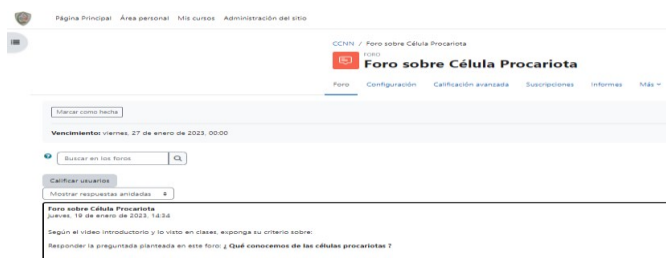 Página Principal Área personal Mis cursos Administración del sitio
CCNN / Foro sobre Célula Procariota
FORO
Foro sobre Célula Procariota
Foro Configuración Calificación avanzada Suscripciones Informes Más
Marcar como hecha
Vencimiento: viernes, 27 de enero de 2023, 00:00
Buscar en los foros
Calificar usuarios
Mostrar respuestas anidadas
Foro sobre Célula Procariota
jueves, 19 de enero de 2023, 14:34
Según el video introductorio y lo visto en clases, exponga su criterio sobre:
Responder la preguntada planteada en este foro: ¿ Qué conocemos de las células procariotas ?